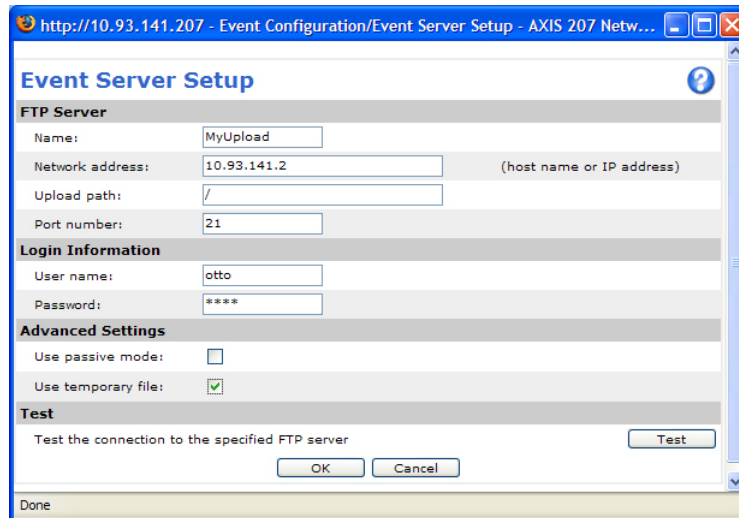 http://10.93.141.207 - Event Configuration/Event Server Setup - AXIS 207 Netw...
Event Server Setup
FTP Server
Name: MyUpload
Network address: 10.93.141.2 (host name or IP address)
Upload path: /
Port number: 21
Login Information
User name: otto
Password: ****
Advanced Settings
Use passive mode:
Use temporary file:
Test
Test the connection to the specified FTP server Test
OK Cancel
Done